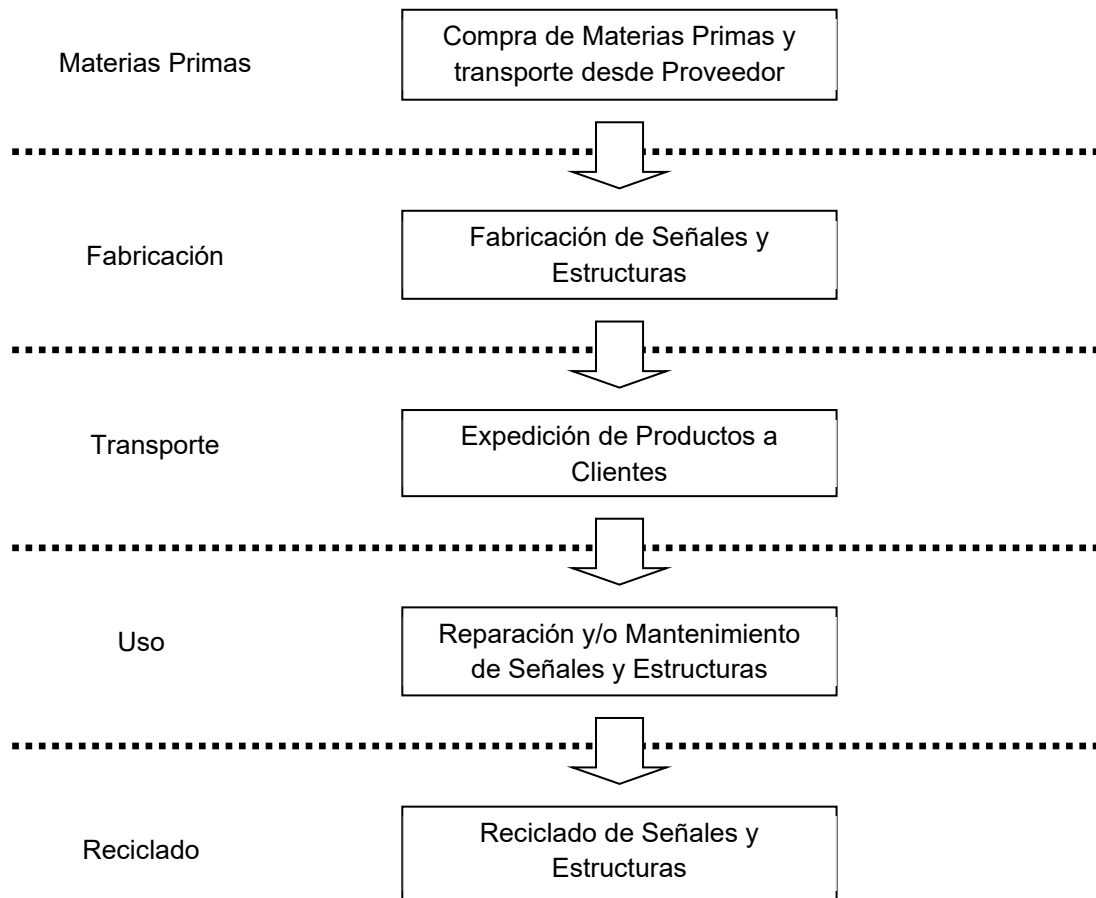 Materias Primas
Compra de Materias Primas y
transporte desde Proveedor
Fabricación
Fabricación de Señales y
Estructuras
Transporte
Expedición de Productos a
Clientes
Uso
Reparación y/o Mantenimiento
de Señales y Estructuras
Reciclado
Reciclado de Señales y
Estructuras